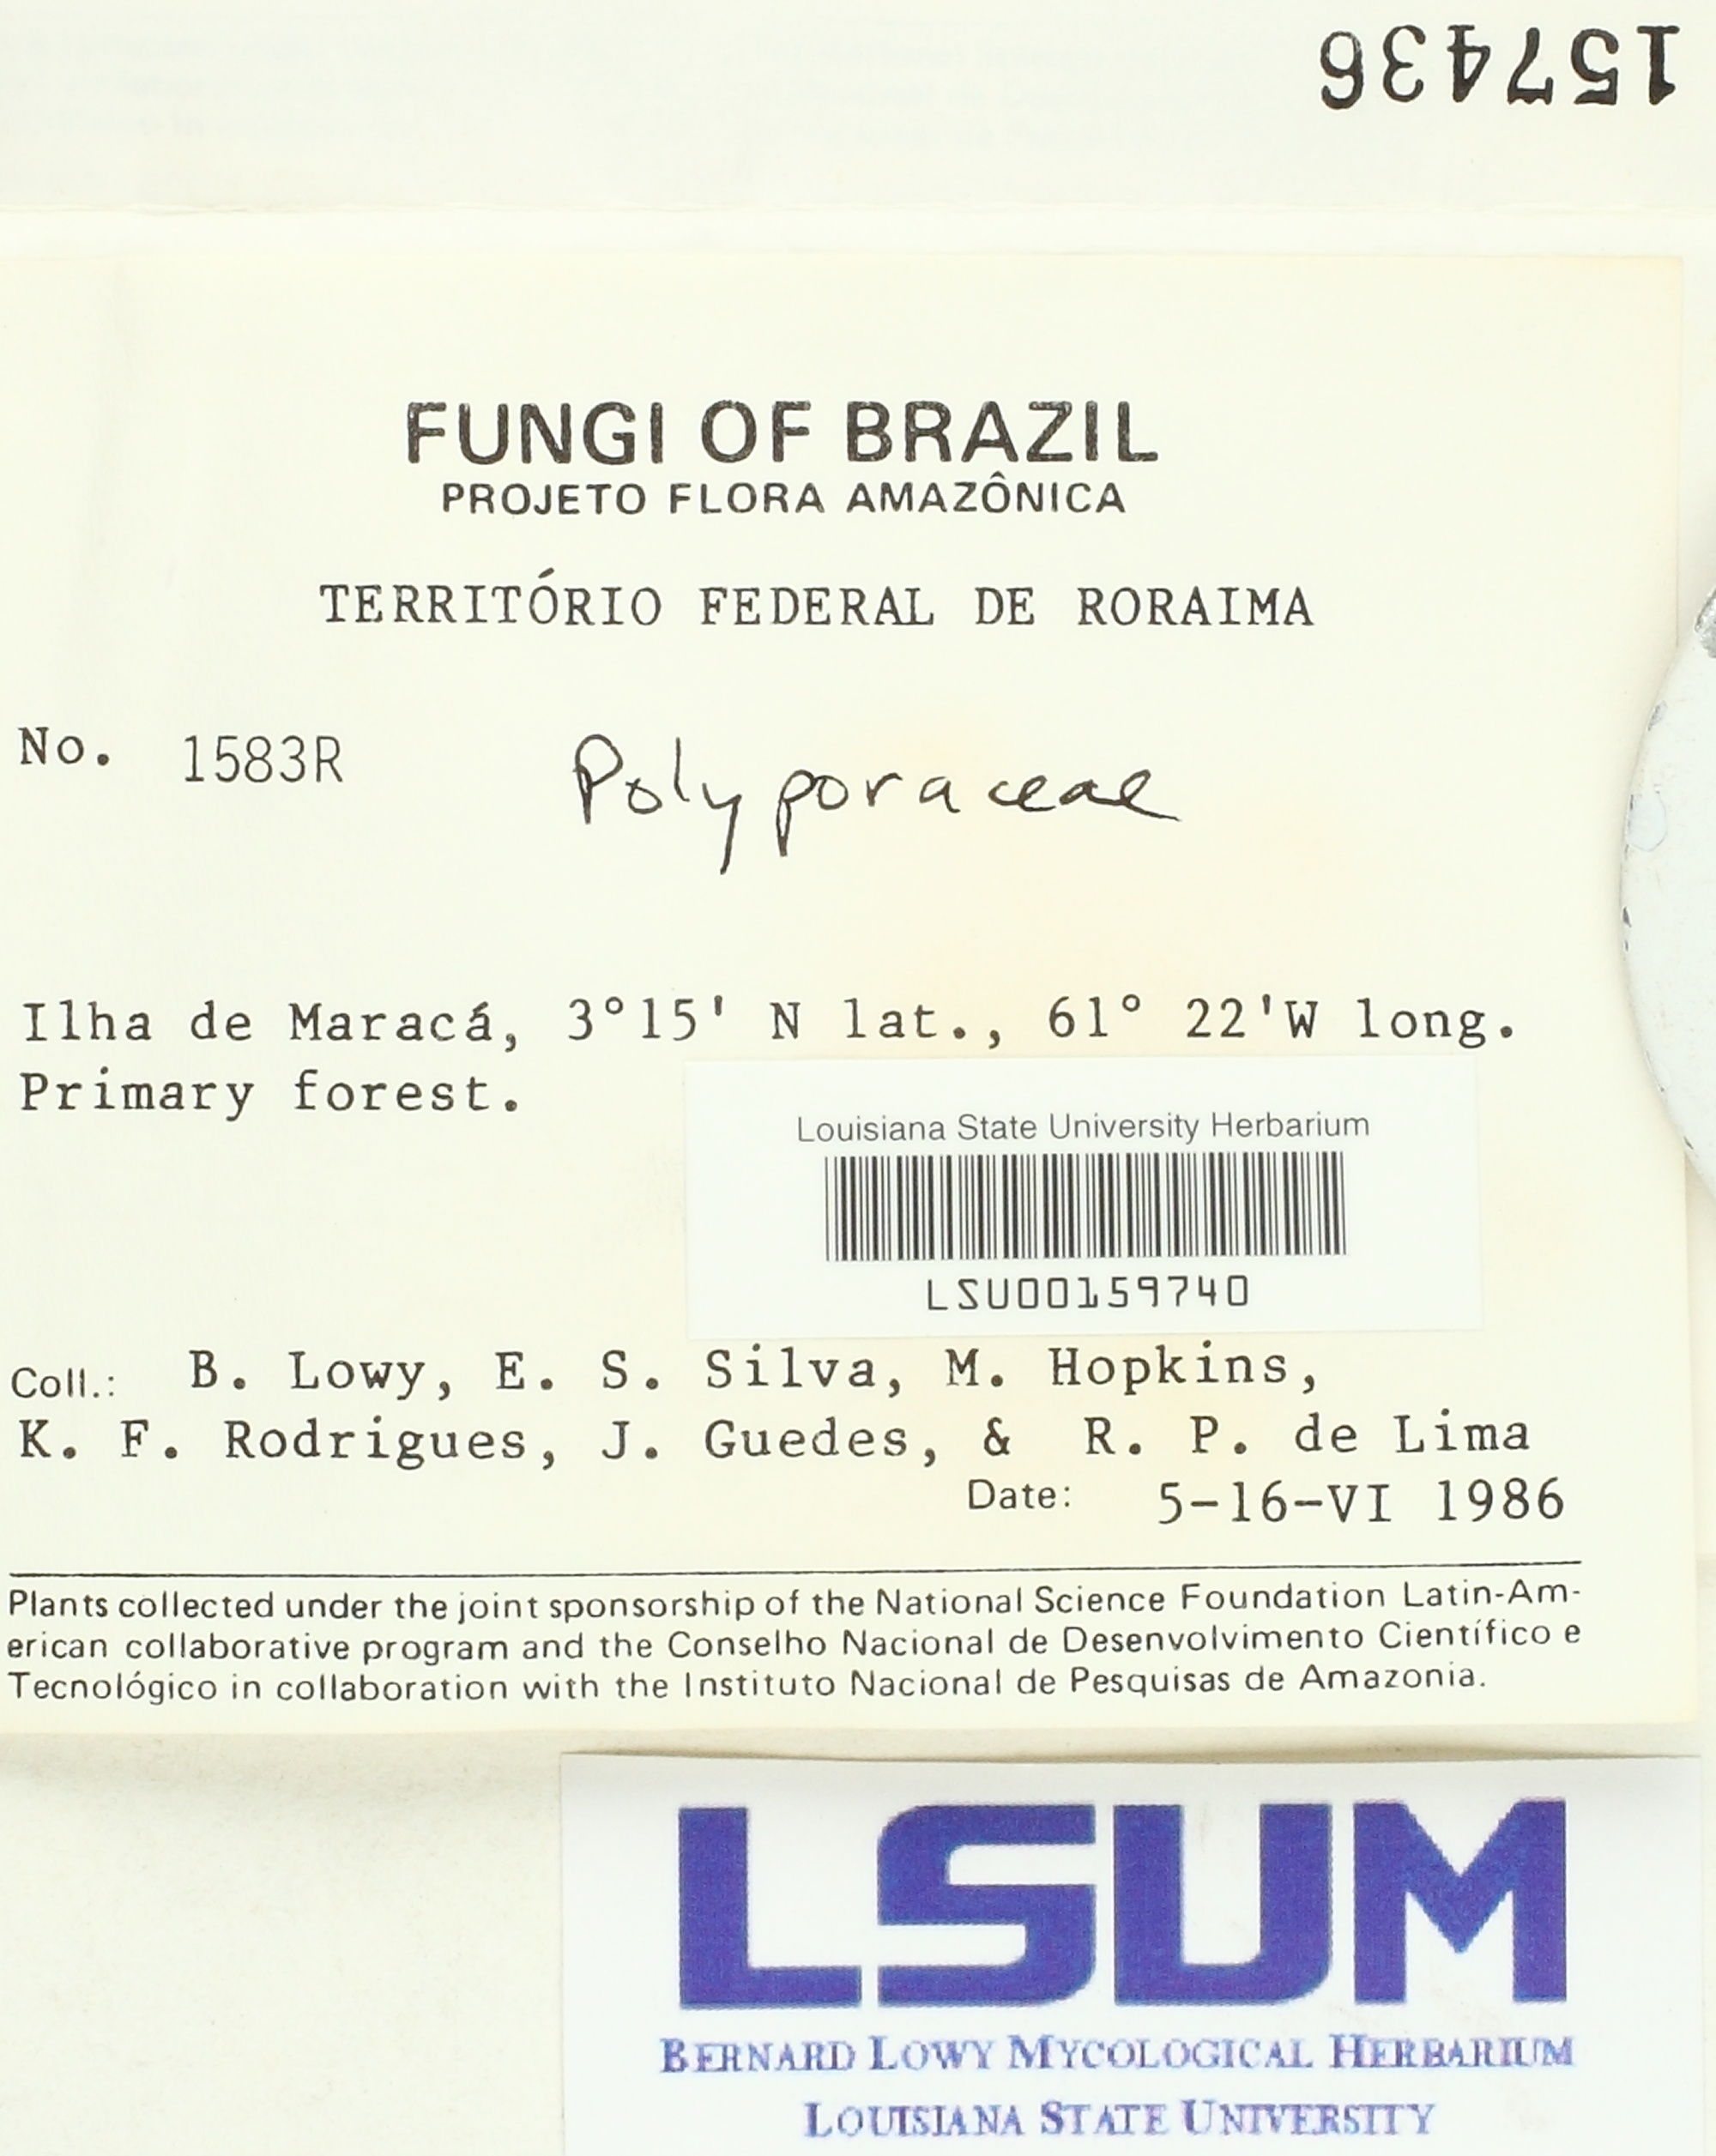 157436
FUNGI OF BRAZIL
PROJETO FLORA AMAZÔNICA
TERRITÓRIO FEDERAL DE RORAIMA
No. 1583R Polyporaceae
Ilha de Maracá, 3°15' N lat., 61° 22'W long.
Primary forest.
Louisiana State University Herbarium
LSU00159740
Coll.: B. Lowy, E. S. Silva, M. Hopkins,
K. F. Rodrigues, J. Guedes, & R. P. de Lima
Date: 5-16-VI 1986
Plants collected under the joint sponsorship of the National Science Foundation Latin-Am-
erican collaborative program and the Conselho Nacional de Desenvolvimento Científico e
Tecnológico in collaboration with the Instituto Nacional de Pesquisas de Amazonia.
LSUM
BERNARD LOWY MYCOLOGICAL HERBARIUM
LOUISIANA STATE UNIVERSITY